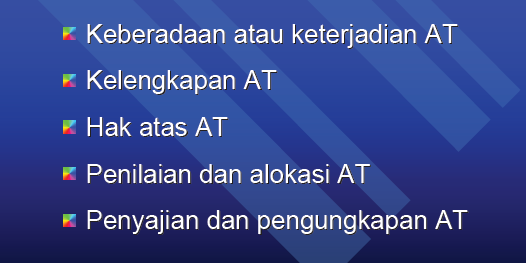 Keberadaan atau keterjadian AT
Kelengkapan AT
Hak atas AT
Penilaian dan alokasi AT
Penyajian dan pengungkapan AT